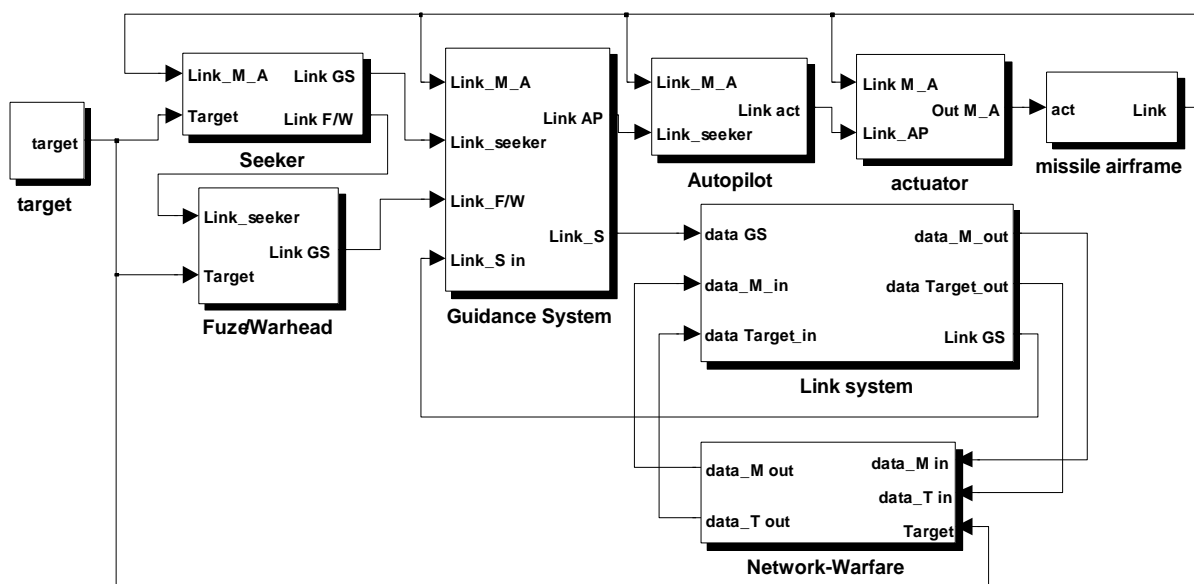 target
target
Link_M_A
Link GS
Target
Link F/W
Seeker
Link_seeker
Link GS
Target
Fuze/Warhead
Link_M_A
Link_seeker
Link AP
Link_F/W
Link_S
Link_S in
Guidance System
Link_M_A
Link act
Link_seeker
Autopilot
Link M_A
Out M_A
Link_AP
actuator
act
Link
missile airframe
data GS
data_M_out
data_M_in
data Target_out
data Target_in
Link GS
Link system
data_M out
data_M in
data_T in
data_T out
Target
Network-Warfare